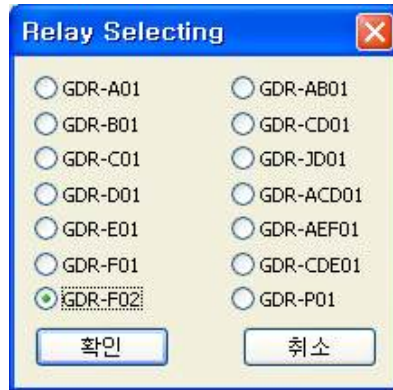 Relay Selecting
GDR-A01 GDR-AB01
GDR-B01 GDR-CD01
GDR-C01 GDR-JD01
GDR-D01 GDR-ACD01
GDR-E01 GDR-AEF01
GDR-F01 GDR-CDE01
GDR-F02 GDR-P01
확인 취소